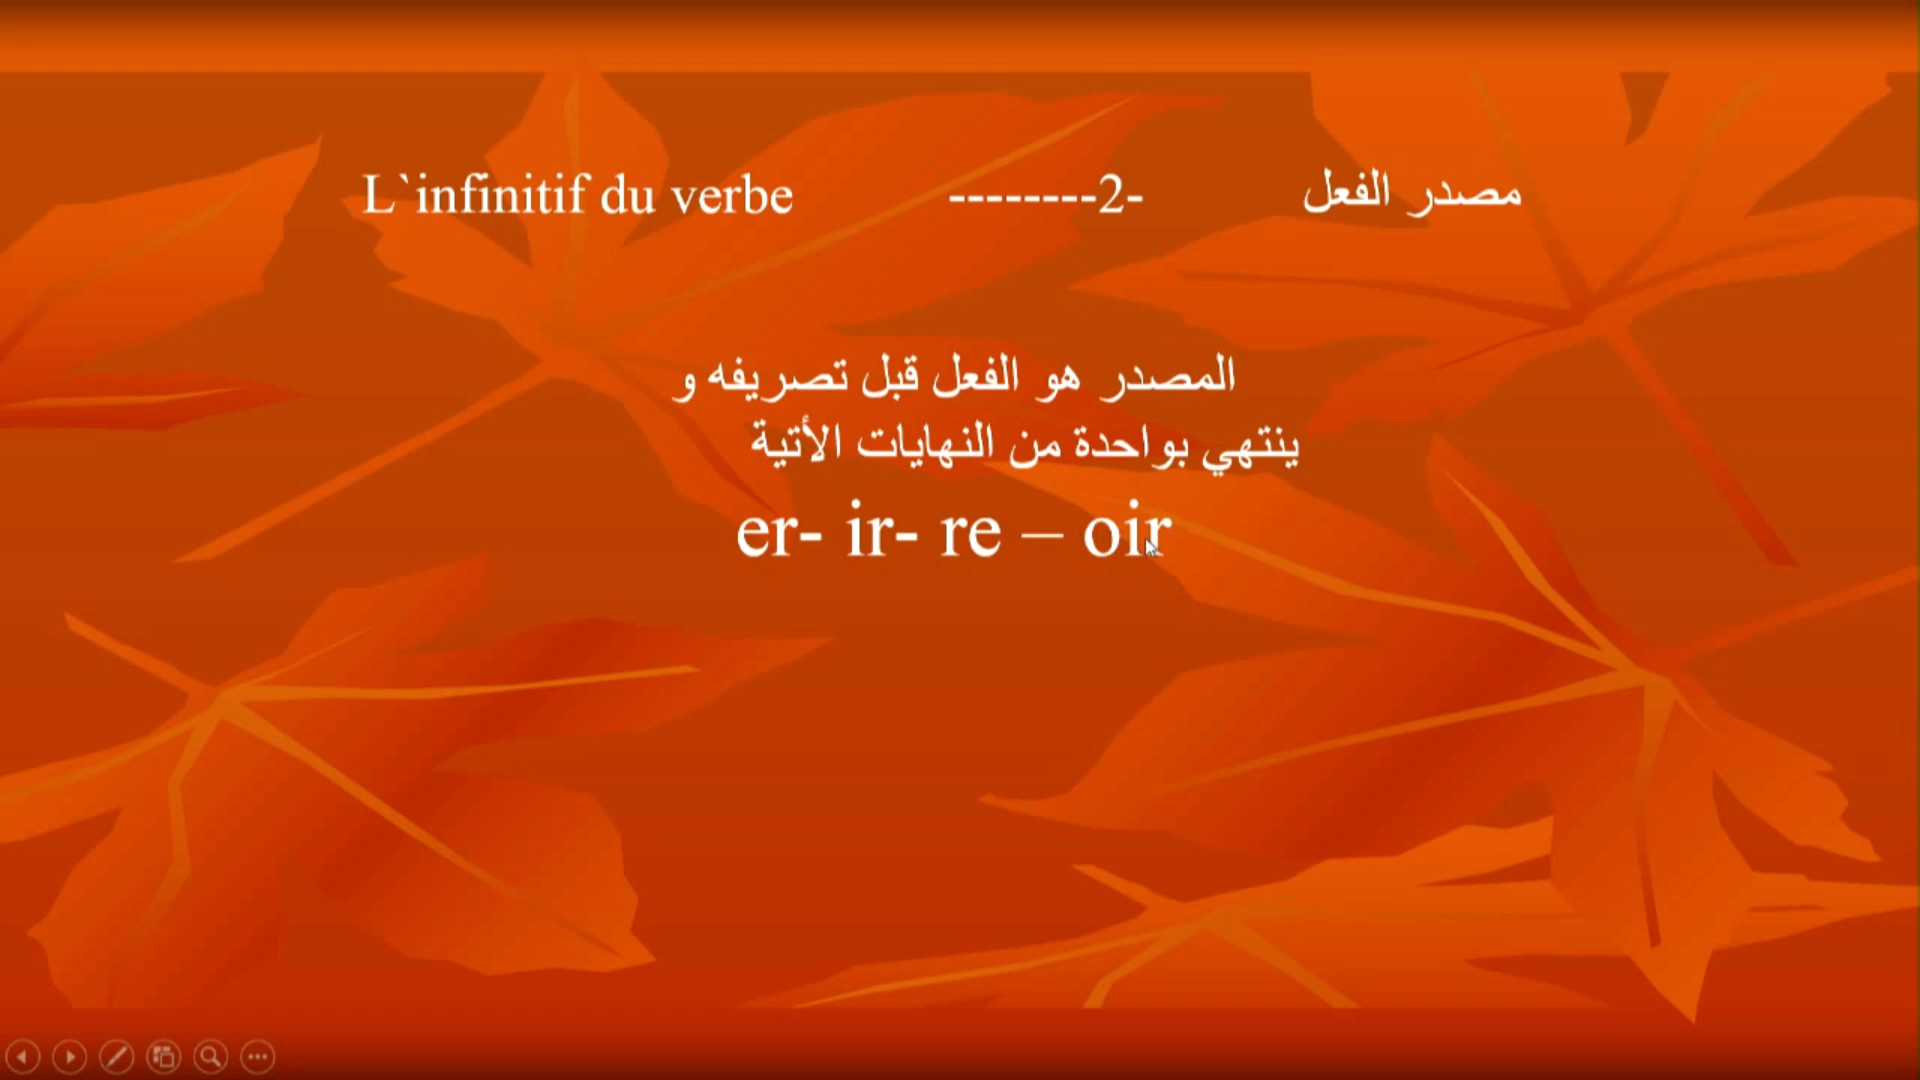 L`infinitif du verbe --------2- مصدر الفعل
المصدر هو الفعل قبل تصريفه و
ينتهي بواحدة من النهايات الأتية
er- ir- re – oir